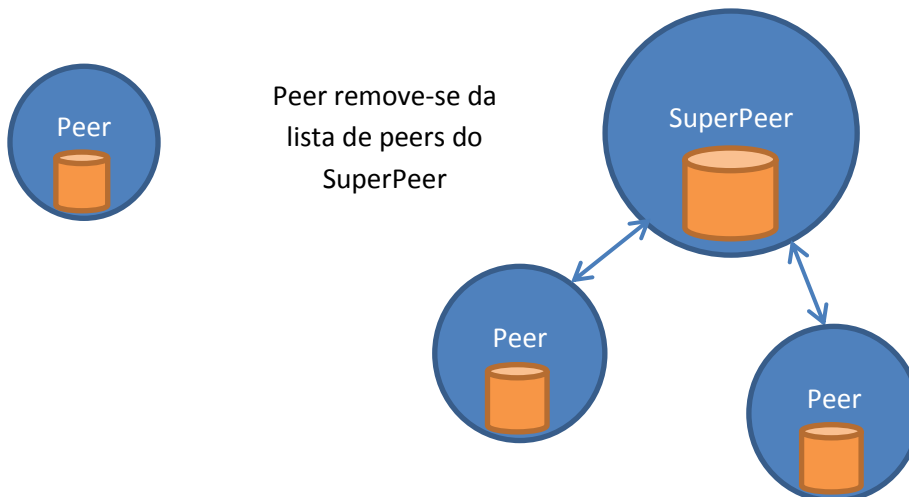 Peer
Peer remove-se da
lista de peers do
SuperPeer
SuperPeer
Peer
Peer